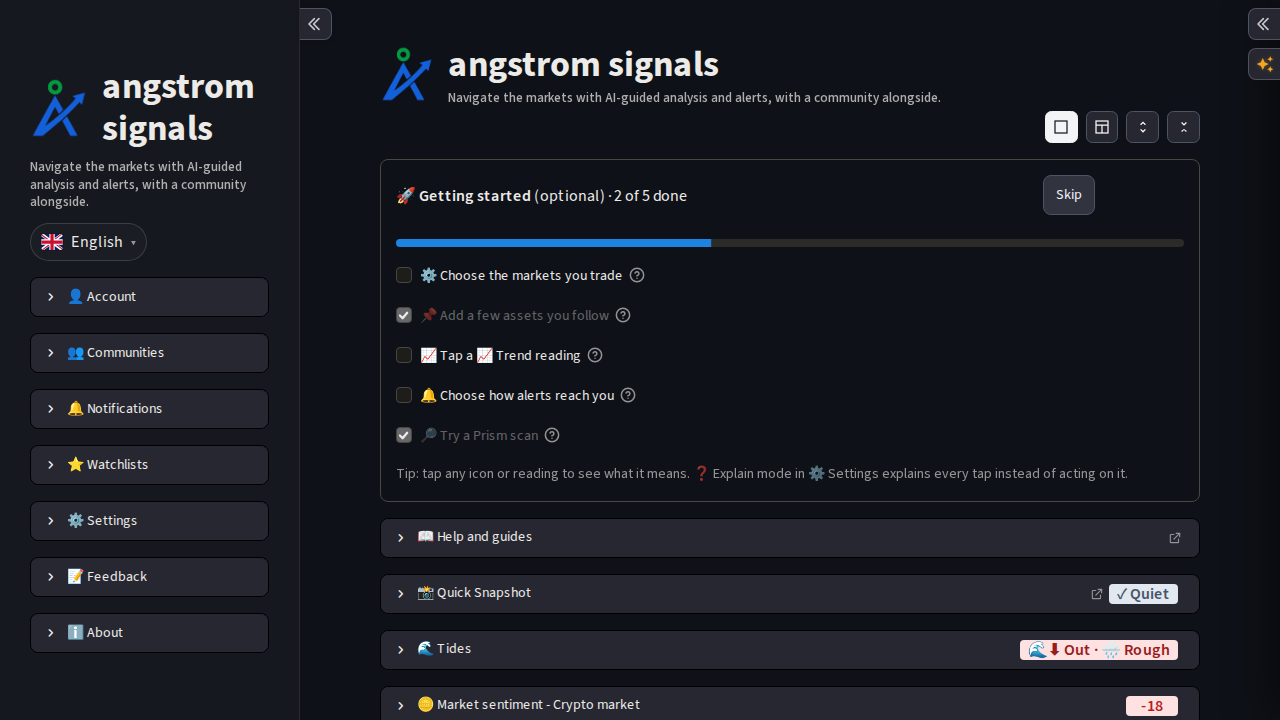 angstrom
signals
Navigate the markets with AI-guided
analysis and alerts, with a community
alongside.
English
Account
Communities
Notifications
Watchlists
Settings
Feedback
About
angstrom signals
Navigate the markets with AI-guided analysis and alerts, with a community alongside.
Getting started (optional) · 2 of 5 done
Skip
Choose the markets you trade
Add a few assets you follow
Tap a 📈 Trend reading
Choose how alerts reach you
Try a Prism scan
Tip: tap any icon or reading to see what it means. ❓ Explain mode in ⚙️ Settings explains every tap instead of acting on it.
Help and guides
Quick Snapshot
✓ Quiet
Tides
🌊⬇ Out · 🌧️ Rough
Market sentiment - Crypto market
-18